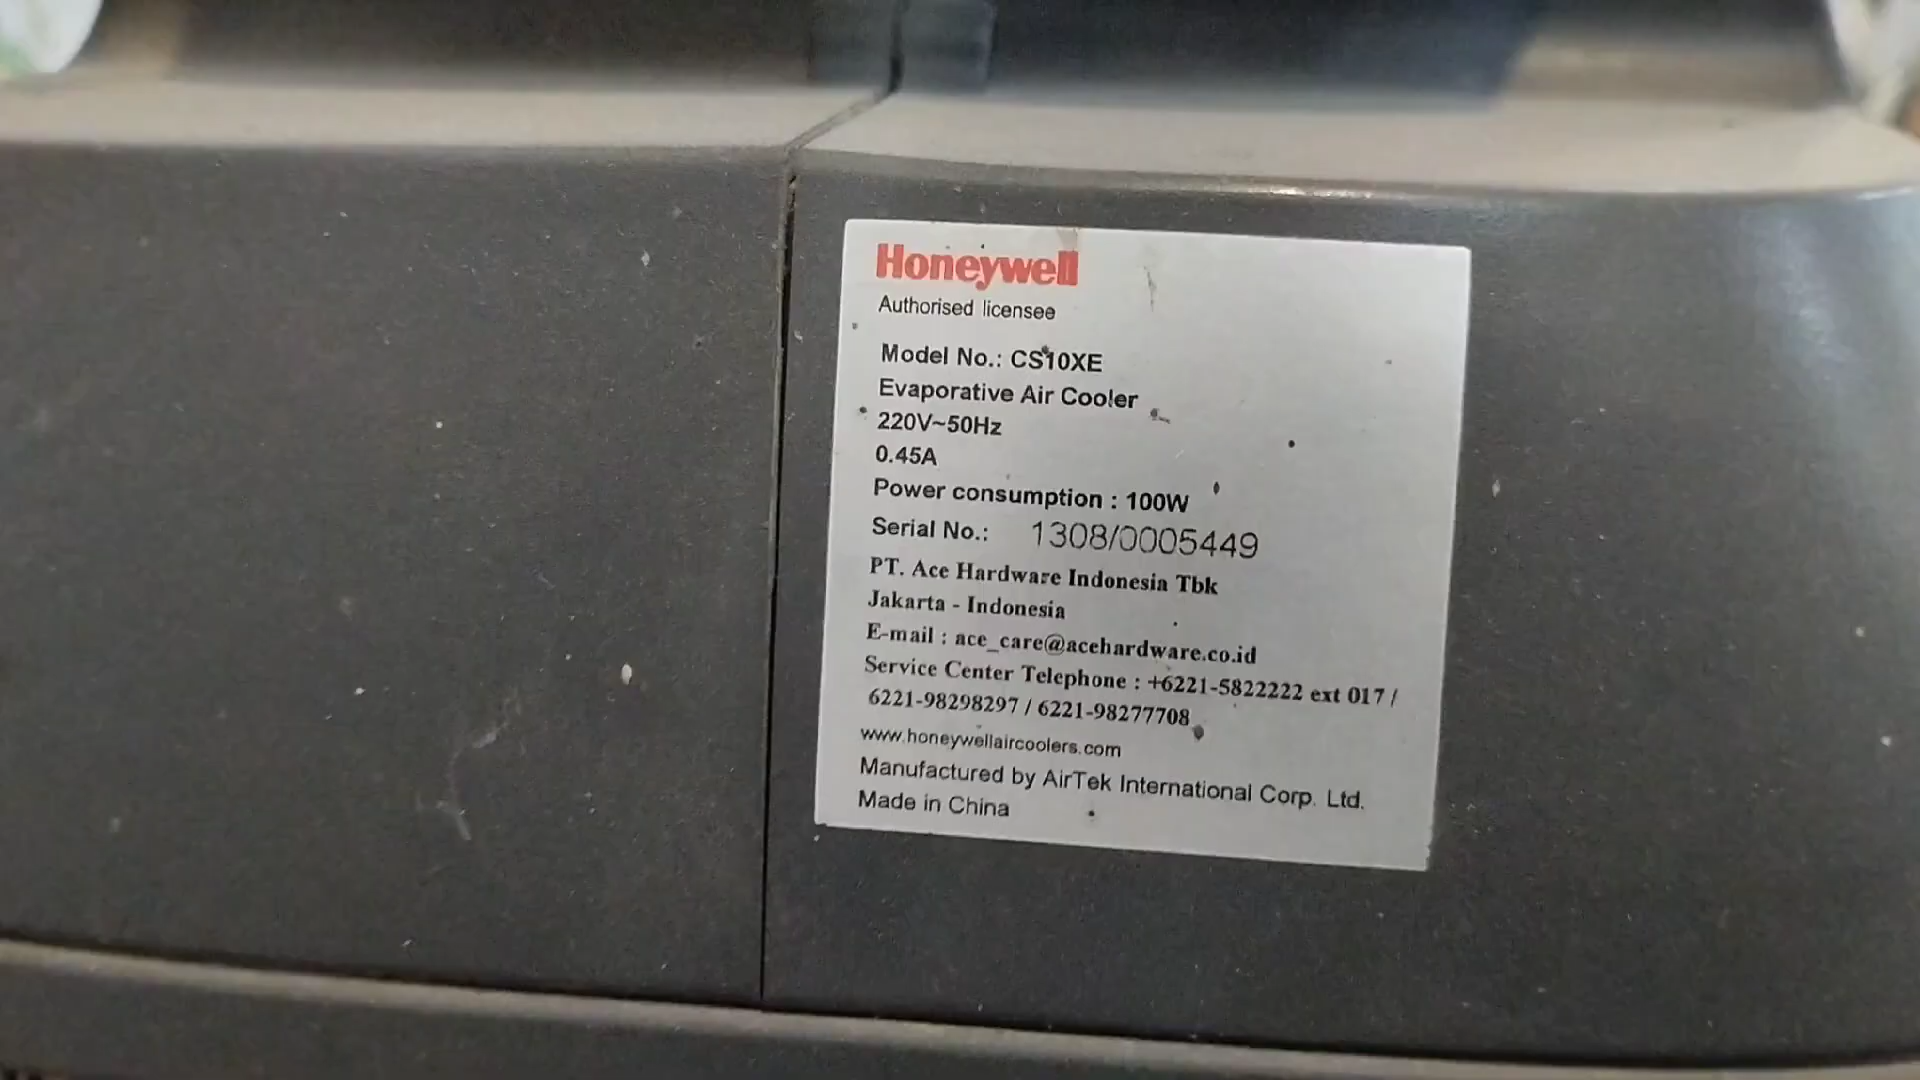 Honeywell
Authorised licensee
Model No.: CS10XE
Evaporative Air Cooler
220V~50Hz
0.45A
Power consumption : 100W
Serial No.: 1308/0005449
PT. Ace Hardware Indonesia Tbk
Jakarta - Indonesia
E-mail : ace_care@acehardware.co.id
Service Center Telephone : +6221-5822222 ext 017 /
6221-98298297 / 6221-98277708
www.honeywellaircoolers.com
Manufactured by AirTek International Corp. Ltd.
Made in China